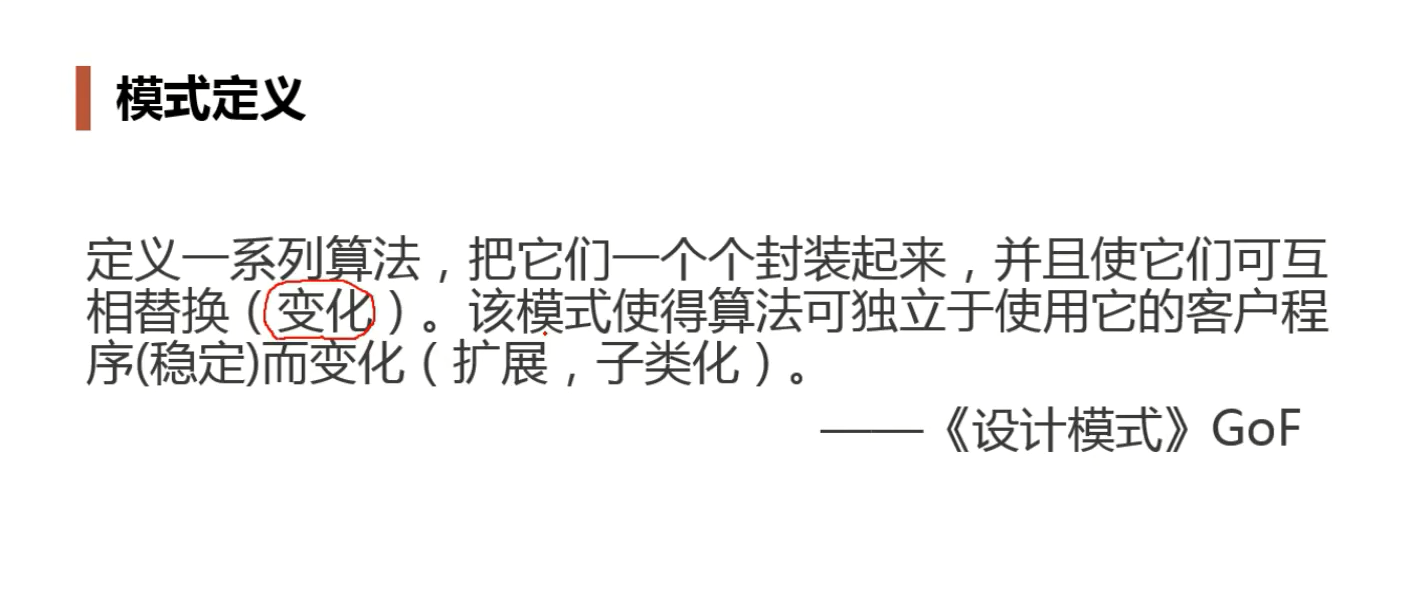 模式定义
定义一系列算法，把它们一个个封装起来，并且使它们可互
相替换（变化）。该模式使得算法可独立于使用它的客户程
序(稳定)而变化（扩展，子类化）。
——《设计模式》GoF